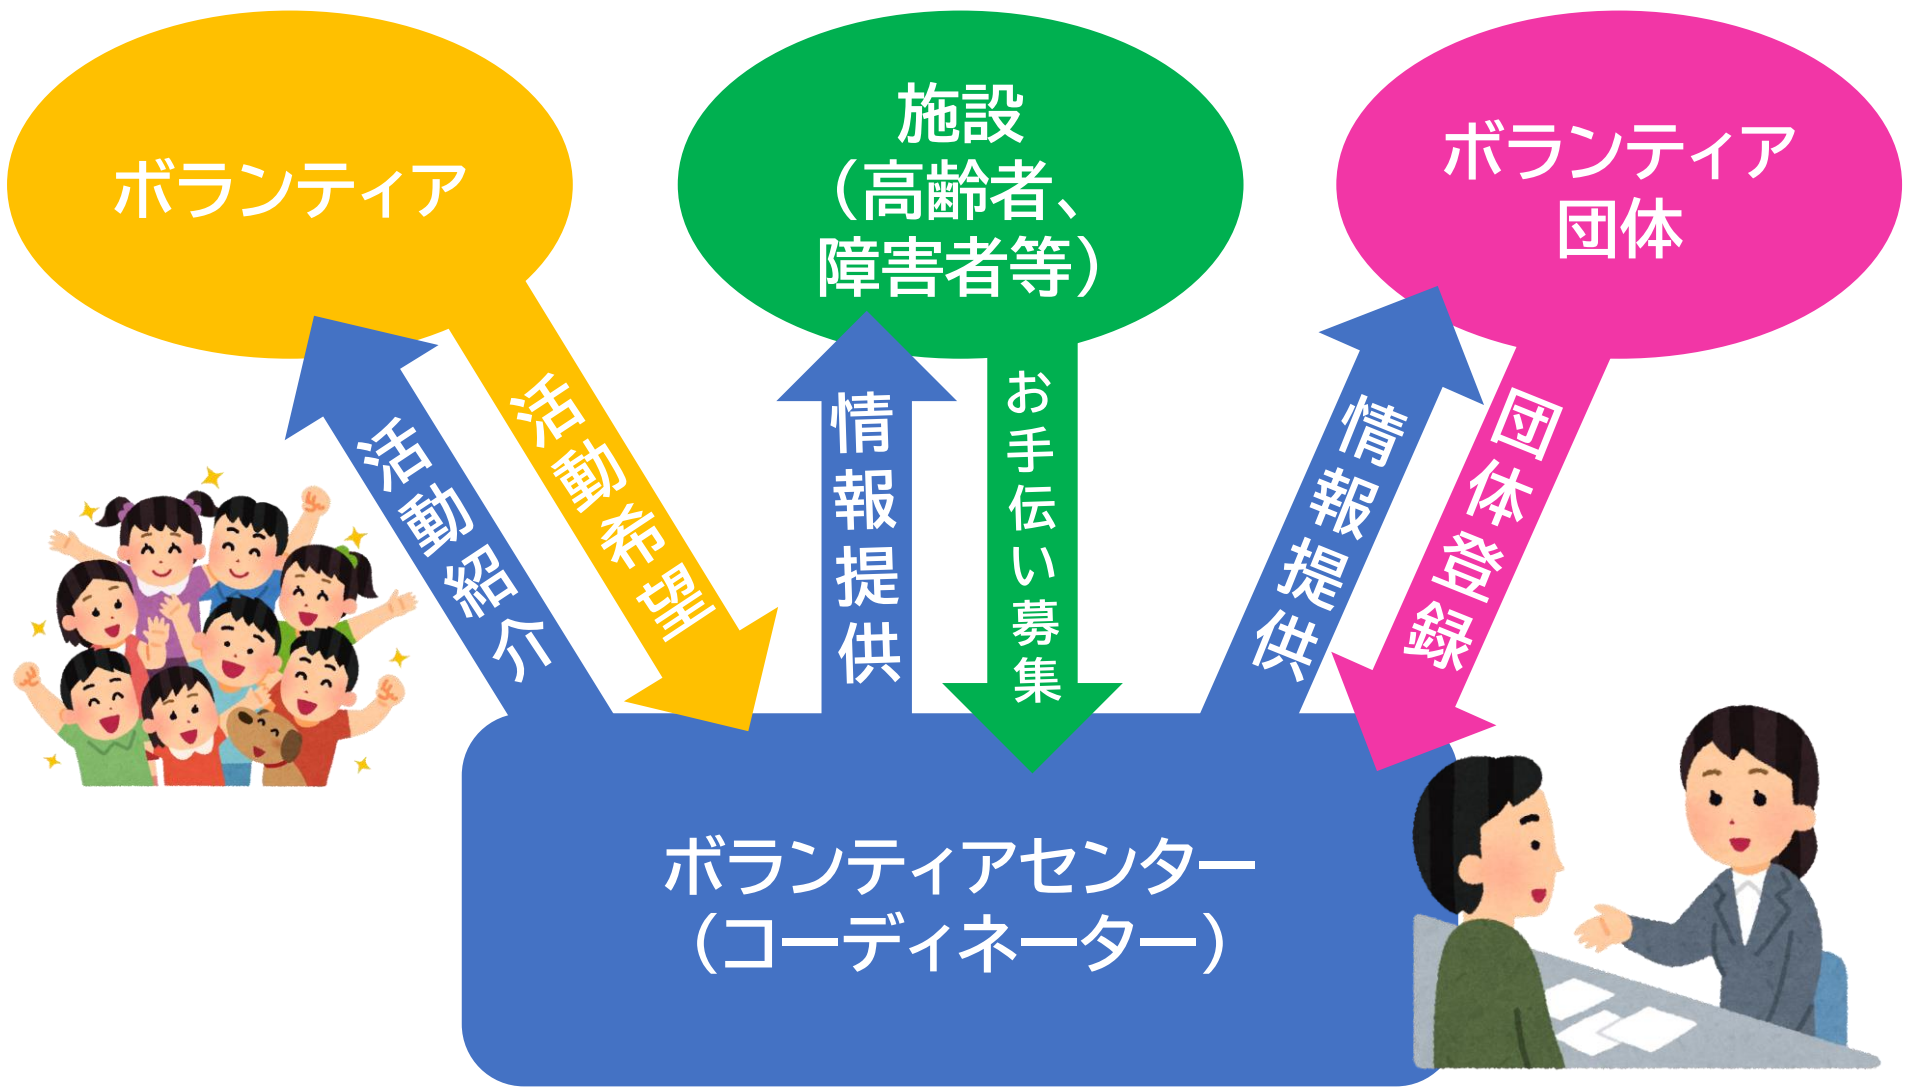 ボランティア
施設
（高齢者、
障害者等）
ボランティア
団体
活動紹介
活動希望
情報提供
お手伝い募集
情報提供
団体登録
ボランティアセンター
（コーディネーター）